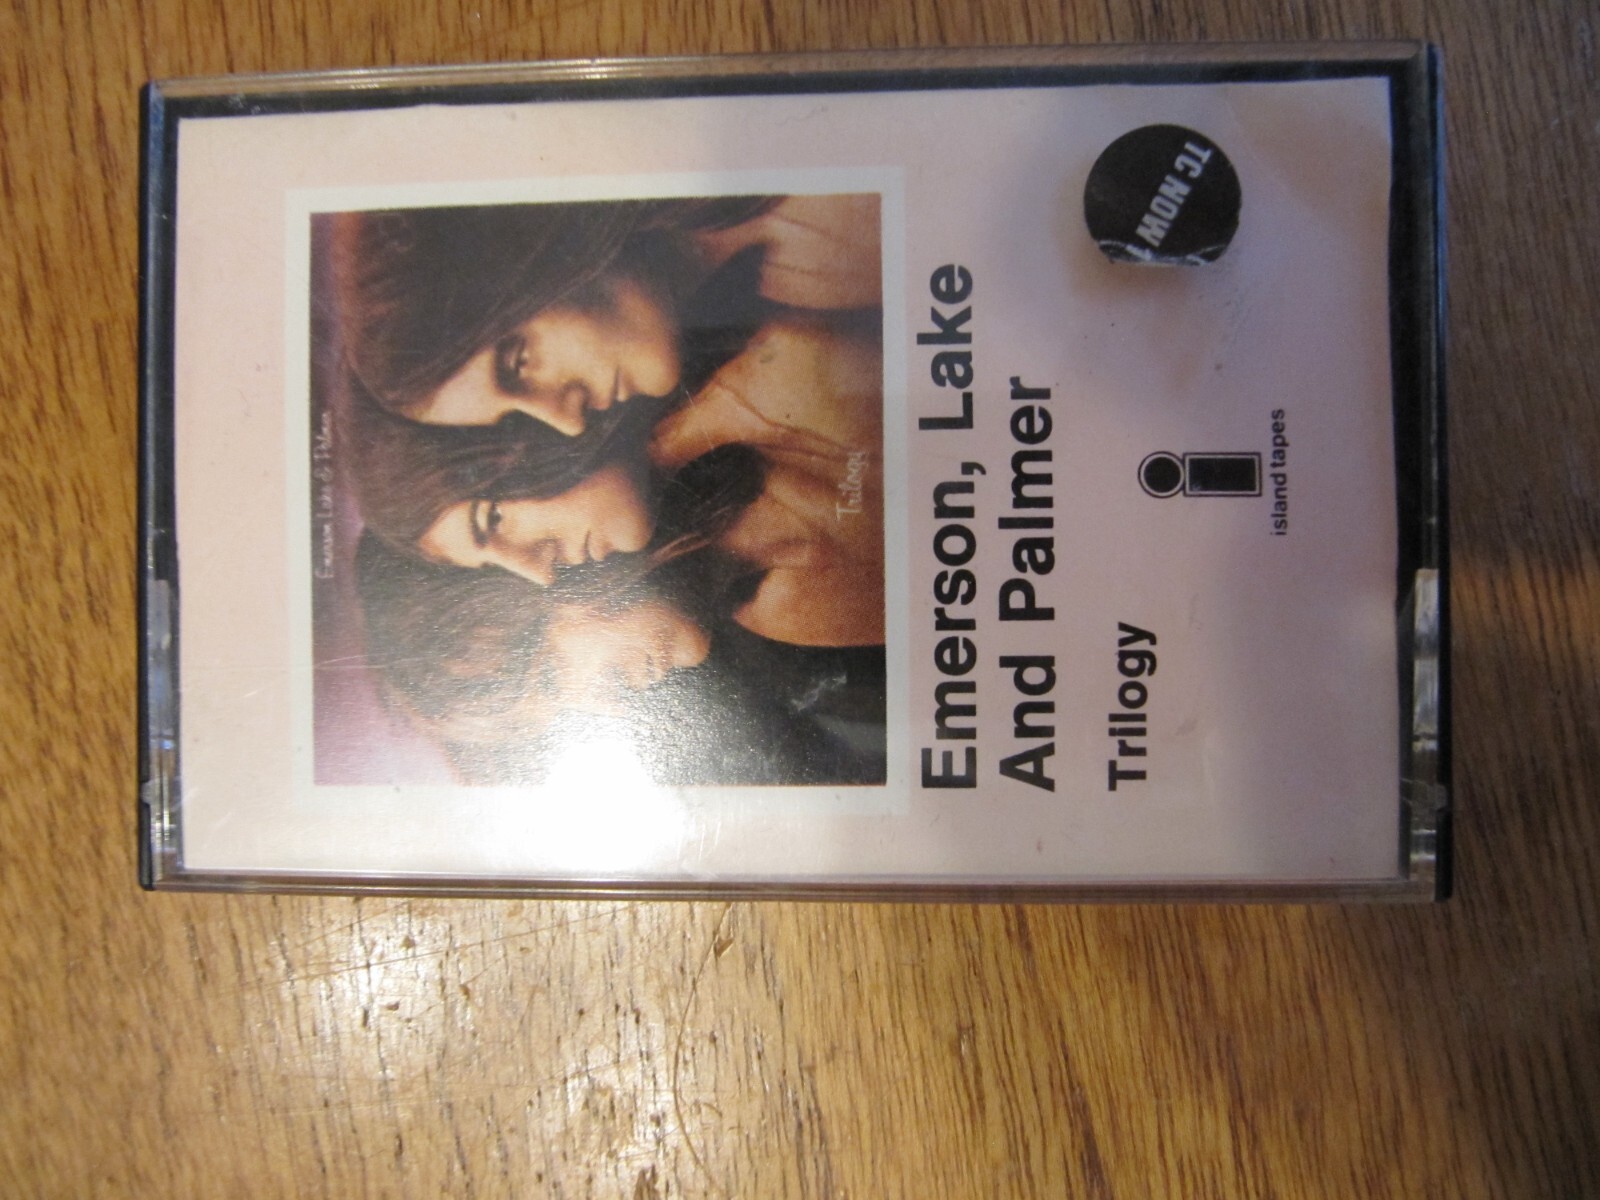 Emerson Lake & Palmer
Trilogy
Emerson, Lake
And Palmer
Trilogy
island tapes
TC NOW